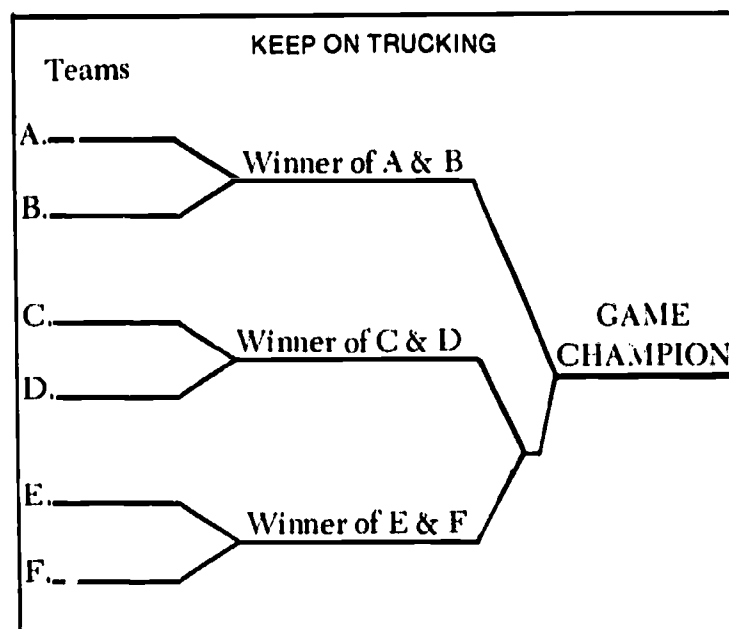 KEEP ON TRUCKING
Teams
A.
Winner of A & B
B.
C.
Winner of C & D
GAME
CHAMPION
D.
E.
Winner of E & F
F.